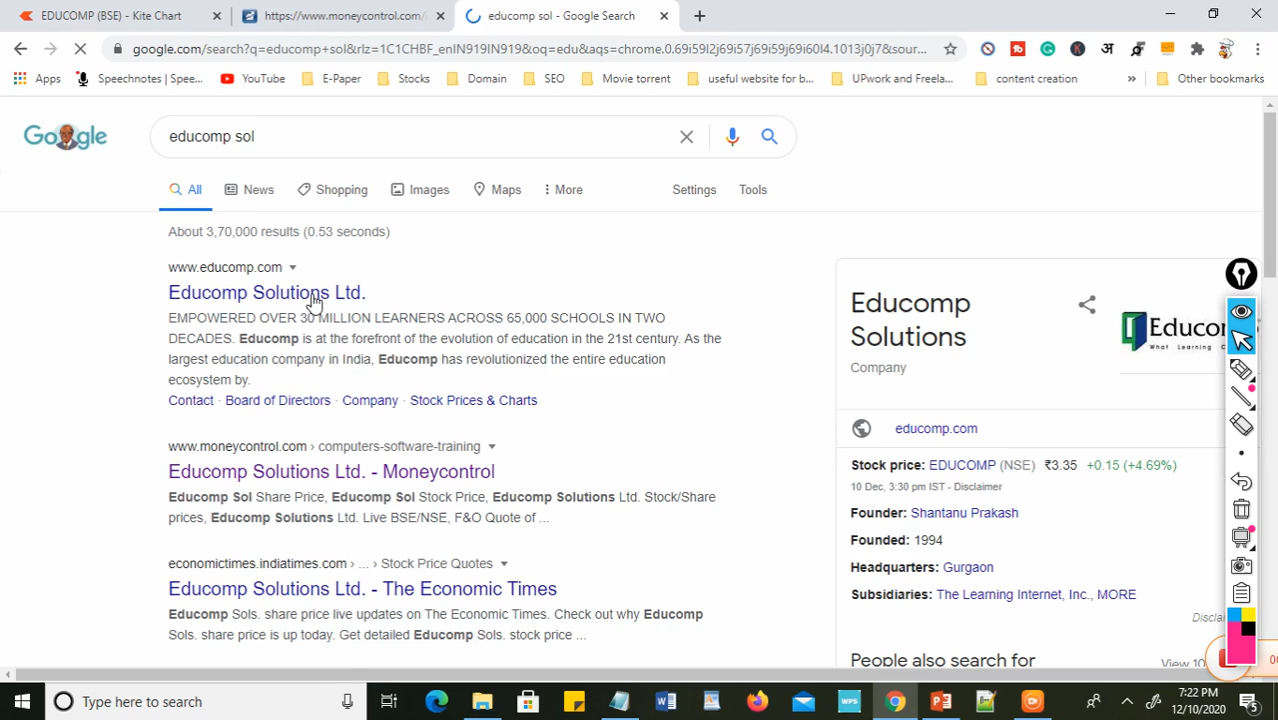 EDUCOMP (BSE) - Kite Chart
https://www.moneycontrol.com/
educomp sol - Google Search
google.com/search?q=educomp+sol&rlz=1C1CHBF_enIN919IN919&oq=edu&aqs=chrome.0.69i59l2j69i57j69i59j69i60l4.1013j0j7&sour...
Apps
Speechnotes | Spee...
YouTube
E-Paper
Stocks
Domain
SEO
Movie torrent
useful website for b...
UPwork and Freela...
content creation
»
Other bookmarks
Google
educomp sol
All
News
Shopping
Images
Maps
More
Settings
Tools
About 3,70,000 results (0.53 seconds)
www.educomp.com
Educomp Solutions Ltd.
EMPOWERED OVER 30 MILLION LEARNERS ACROSS 65,000 SCHOOLS IN TWO
DECADES. Educomp is at the forefront of the evolution of education in the 21st century. As the
largest education company in India, Educomp has revolutionized the entire education
ecosystem by.
Contact · Board of Directors · Company · Stock Prices & Charts
www.moneycontrol.com › computers-software-training
Educomp Solutions Ltd. - Moneycontrol
Educomp Sol Share Price, Educomp Sol Stock Price, Educomp Solutions Ltd. Stock/Share
prices, Educomp Solutions Ltd. Live BSE/NSE, F&O Quote of ...
economictimes.indiatimes.com › ... › Stock Price Quotes
Educomp Solutions Ltd. - The Economic Times
Educomp Sols. share price live updates on The Economic Times. Check out why Educomp
Sols. share price is up today. Get detailed Educomp Sols. stock price ...
Educomp
Solutions
Company
What Learning C
educomp.com
Stock price: EDUCOMP (NSE) ₹3.35 +0.15 (+4.69%)
10 Dec, 3:30 pm IST - Disclaimer
Founder: Shantanu Prakash
Founded: 1994
Headquarters: Gurgaon
Subsidiaries: The Learning Internet, Inc., MORE
People also search for
View 10
Type here to search
WPS
7:22 PM
12/10/2020
5